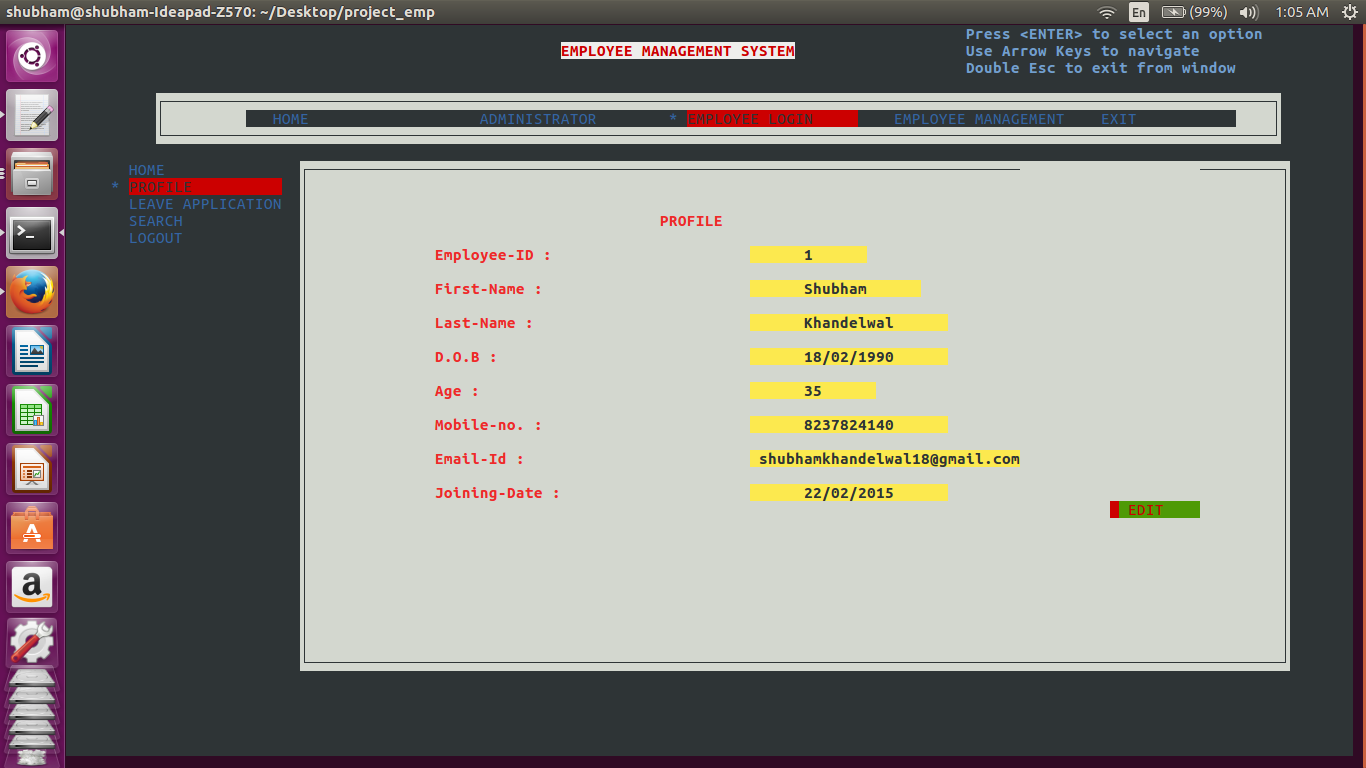 shubham@shubham-Ideapad-Z570: ~/Desktop/project_emp
En (99%) 1:05 AM
Press <ENTER> to select an option
EMPLOYEE MANAGEMENT SYSTEM
Use Arrow Keys to navigate
Double Esc to exit from window
HOME ADMINISTRATOR * EMPLOYEE LOGIN EMPLOYEE MANAGEMENT EXIT
HOME
* PROFILE
LEAVE APPLICATION
SEARCH
LOGOUT
PROFILE
Employee-ID : 1
First-Name : Shubham
Last-Name : Khandelwal
D.O.B : 18/02/1990
Age : 35
Mobile-no. : 8237824140
Email-Id : shubhamkhandelwal18@gmail.com
Joining-Date : 22/02/2015
EDIT